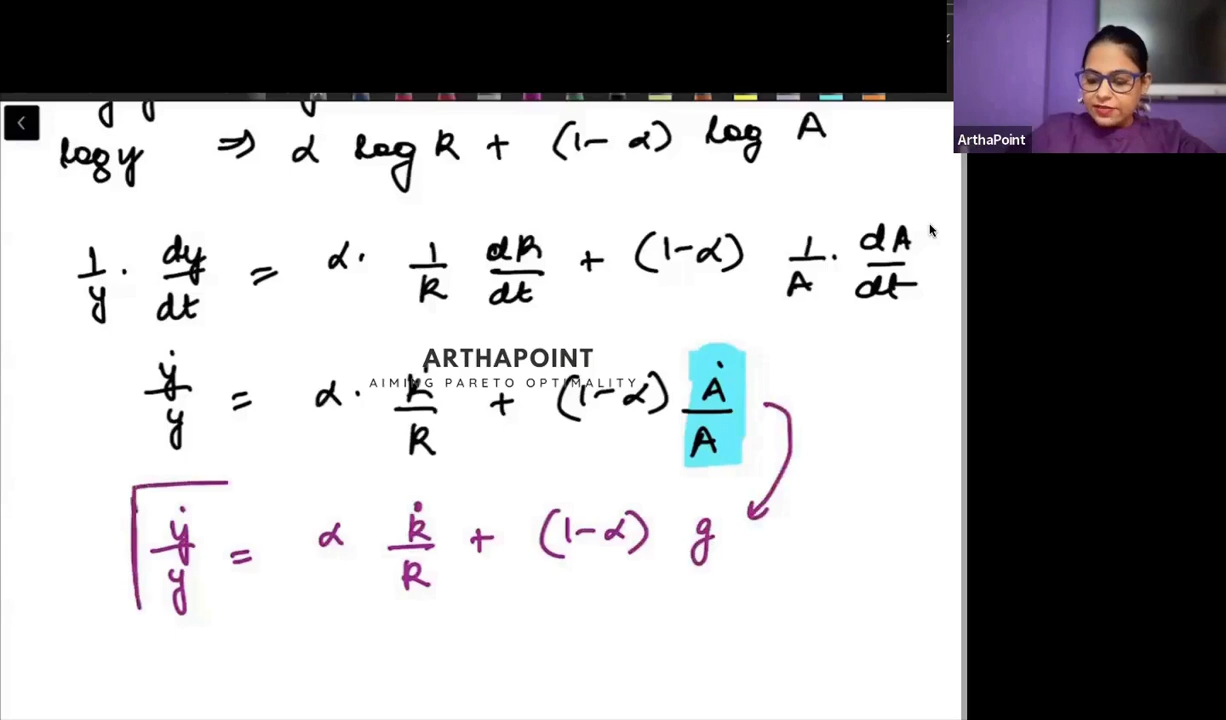 log y ⇒ α log k + (1-α) log A
ArthaPoint
1/y · dy/dt = α · 1/k dk/dt + (1-α) 1/A · dA/dt
ARTHAPOINT
AIMING PARETO OPTIMALITY
ẏ/y = α · k̇/k + (1-α) Ȧ/A
ẏ/y = α k̇/k + (1-α) g